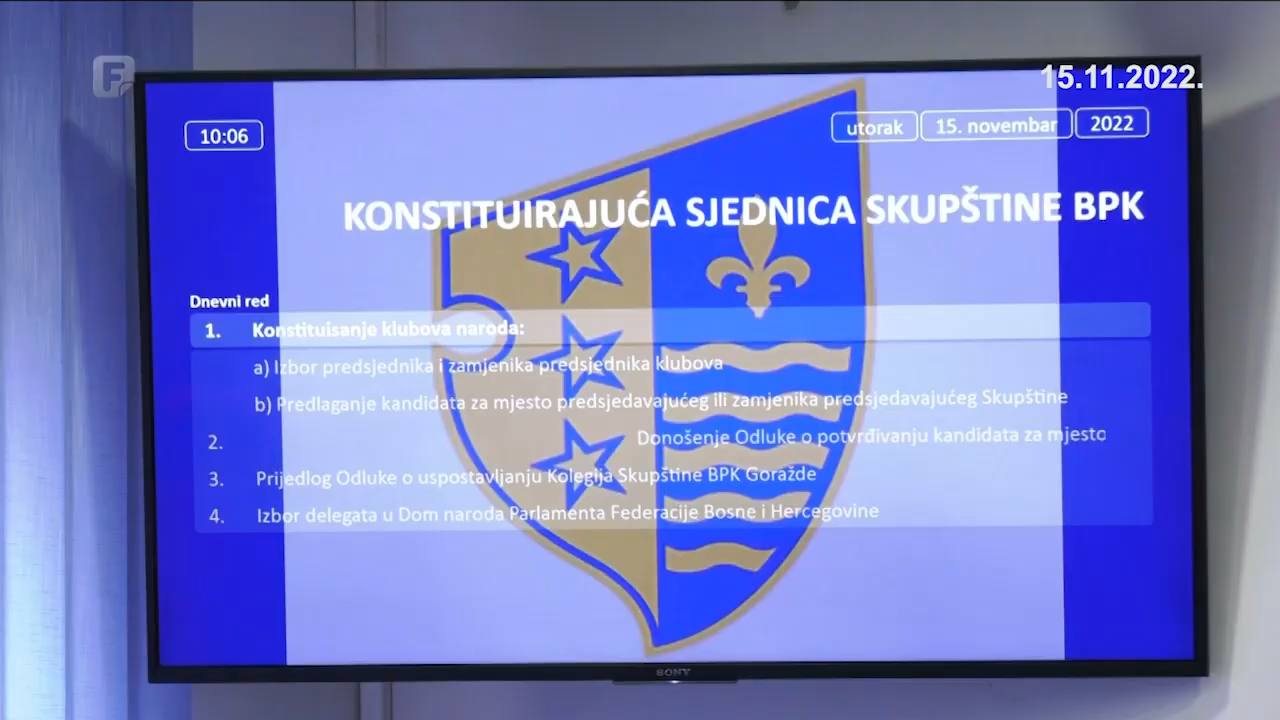 F
15.11.2022.
10:06
utorak 15. novembar 2022
KONSTITUIRAJUĆA SJEDNICA SKUPŠTINE BPK
Dnevni red
1. Konstituisanje klubova naroda:
a) Izbor predsjednika i zamjenika predsjednika klubova
b) Predlaganje kandidata za mjesto predsjedavajućeg ili zamjenika predsjedavajućeg Skupštine
2. Donošenje Odluke o potvrđivanju kandidata za mjesto
3. Prijedlog Odluke o uspostavljanju Kolegija Skupštine BPK Goražde
4. Izbor delegata u Dom naroda Parlamenta Federacije Bosne i Hercegovine
SONY